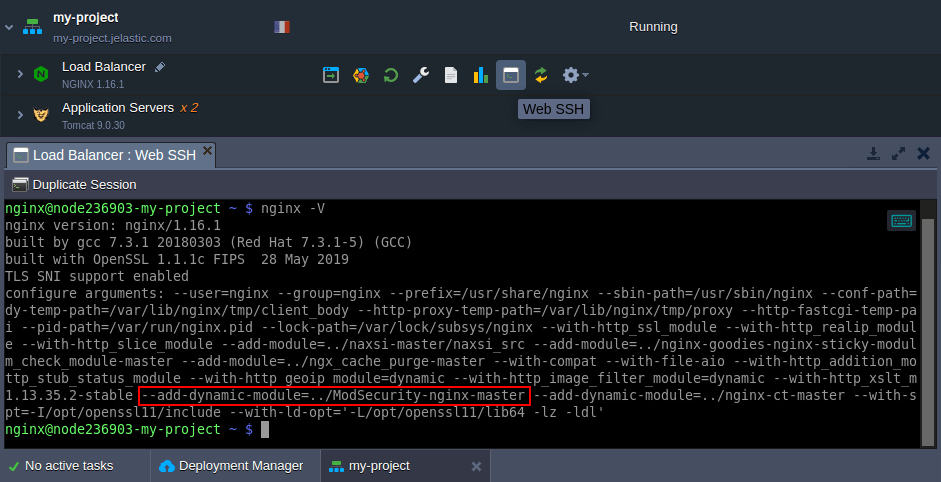 my-project
my-project.jelastic.com
Running
Load Balancer
NGINX 1.16.1
Application Servers x 2
Tomcat 9.0.30
Web SSH
Load Balancer : Web SSH
Duplicate Session
nginx@node236903-my-project ~ $ nginx -V
nginx version: nginx/1.16.1
built by gcc 7.3.1 20180303 (Red Hat 7.3.1-5) (GCC)
built with OpenSSL 1.1.1c FIPS  28 May 2019
TLS SNI support enabled
configure arguments: --user=nginx --group=nginx --prefix=/usr/share/nginx --sbin-path=/usr/sbin/nginx --conf-path=
dy-temp-path=/var/lib/nginx/tmp/client_body --http-proxy-temp-path=/var/lib/nginx/tmp/proxy --http-fastcgi-temp-pa
i --pid-path=/var/run/nginx.pid --lock-path=/var/lock/subsys/nginx --with-http_ssl_module --with-http_realip_modul
e --with-http_slice_module --add-module=../naxsi-master/naxsi_src --add-module=../nginx-goodies-nginx-sticky-modul
m_check_module-master --add-module=../ngx_cache_purge-master --with-compat --with-file-aio --with-http_addition_mo
ttp_stub_status_module --with-http_geoip_module=dynamic --with-http_image_filter_module=dynamic --with-http_xslt_m
1.13.35.2-stable --add-dynamic-module=../ModSecurity-nginx-master --add-dynamic-module=../nginx-ct-master --with-s
pt=-I/opt/openssl11/include --with-ld-opt='-L/opt/openssl11/lib64 -lz -ldl'
nginx@node236903-my-project ~ $
No active tasks
Deployment Manager
my-project